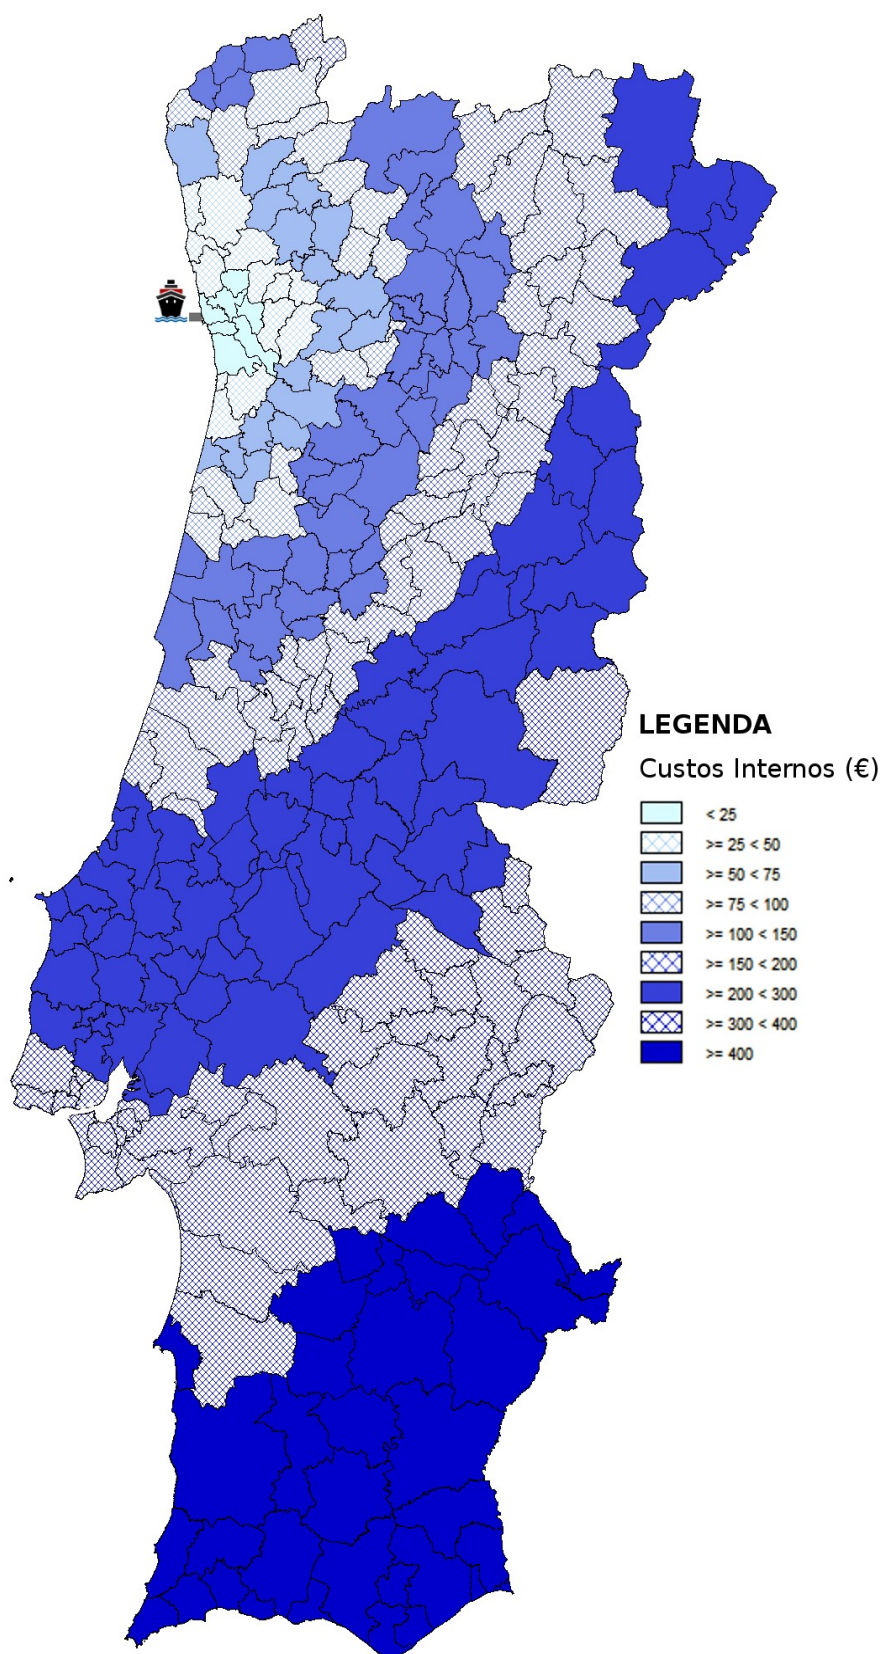 LEGENDA
Custos Internos (€)
< 25
>= 25 < 50
>= 50 < 75
>= 75 < 100
>= 100 < 150
>= 150 < 200
>= 200 < 300
>= 300 < 400
>= 400